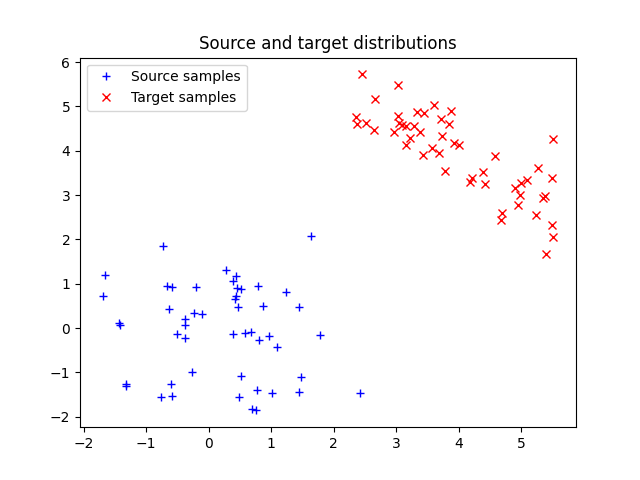 Source and target distributions
Source samples
Target samples
6
5
4
3
2
1
0
−1
−2
−2 −1 0 1 2 3 4 5